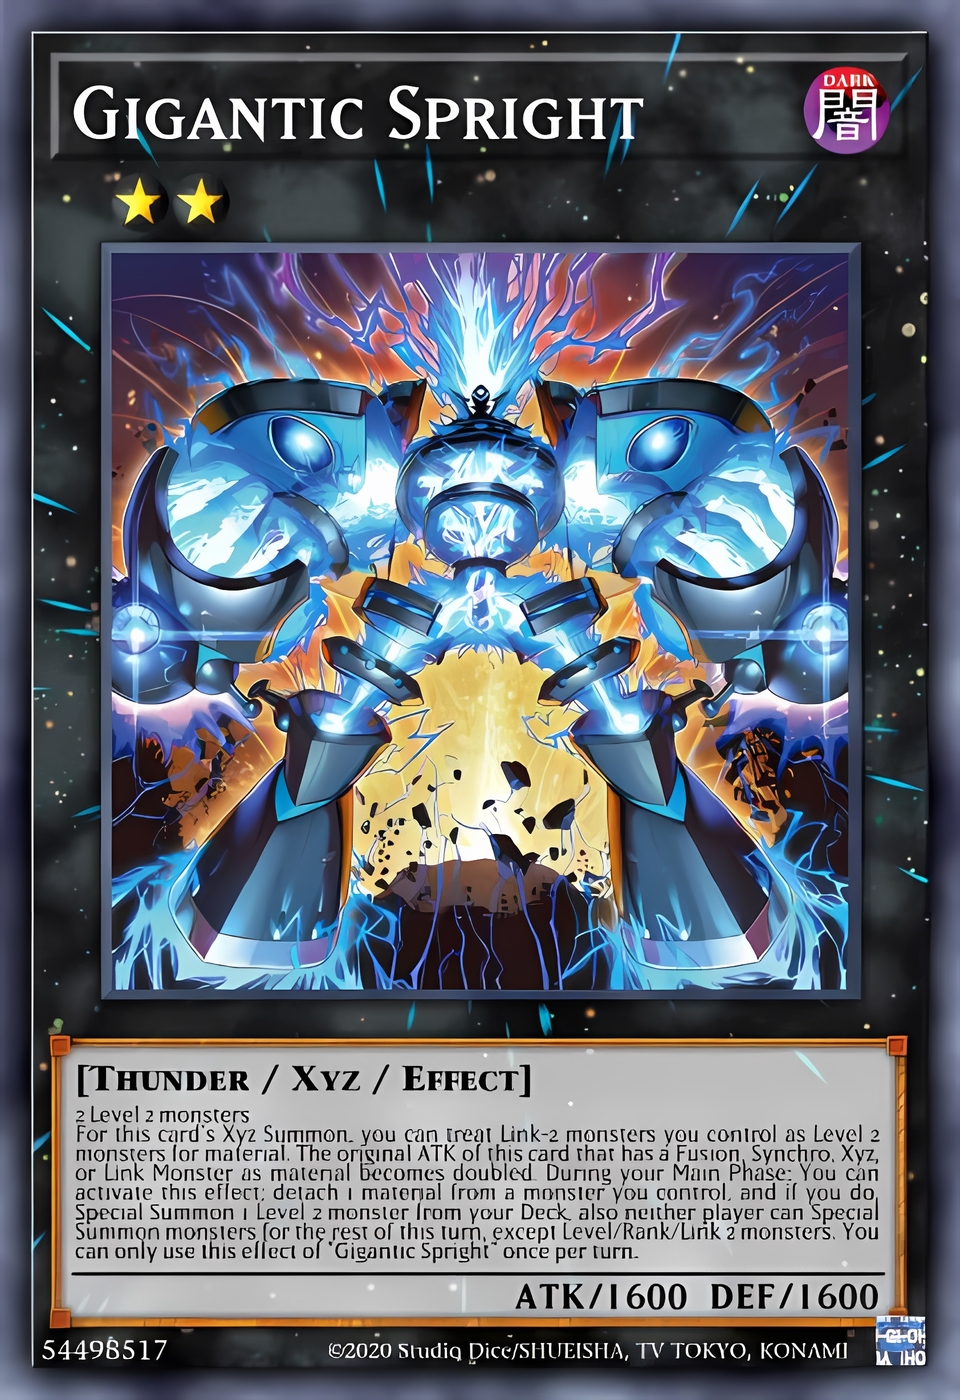 GIGANTIC SPRIGHT
DARK
闇
[THUNDER / XYZ / EFFECT]
2 Level 2 monsters
For this card's Xyz Summon, you can treat Link-2 monsters you control as Level 2
monsters for material. The original ATK of this card that has a Fusion, Synchro, Xyz,
or Link Monster as material becomes doubled. During your Main Phase: You can
activate this effect; detach 1 material from a monster you control, and if you do,
Special Summon 1 Level 2 monster from your Deck, also neither player can Special
Summon monsters for the rest of this turn, except Level/Rank/Link 2 monsters. You
can only use this effect of "Gigantic Spright" once per turn.
ATK/1600 DEF/1600
54498517
©2020 Studio Dice/SHUEISHA, TV TOKYO, KONAMI